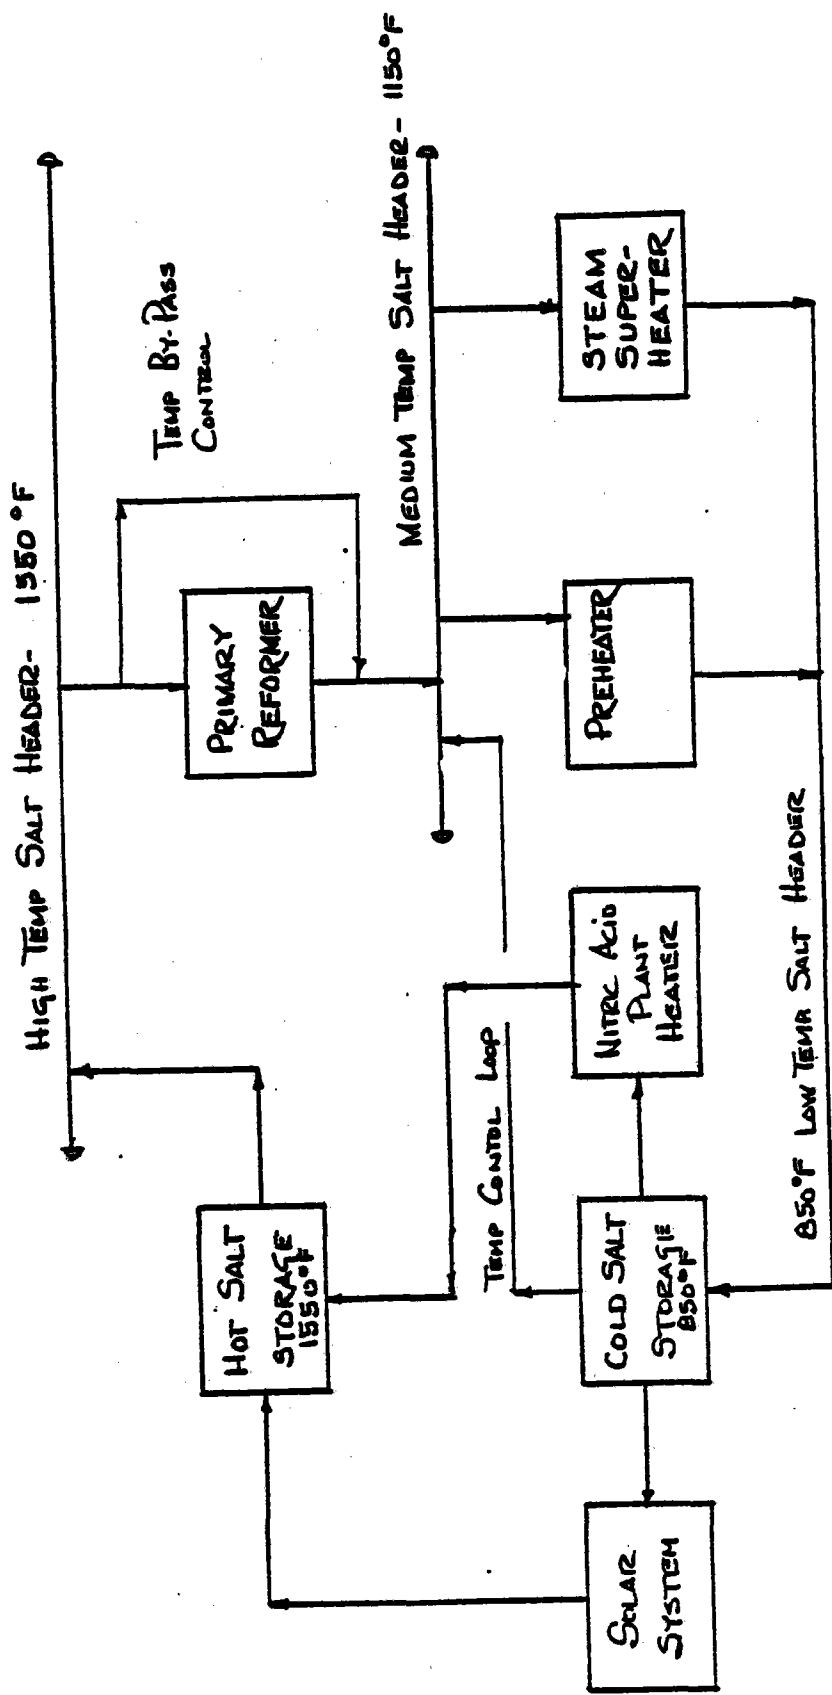 HIGH TEMP SALT HEADER- 1550°F
TEMP BY-PASS
CONTROL
PRIMARY
REFORMER
HOT SALT
STORAGE
1550°F
MEDIUM TEMP SALT HEADER- 1150°F
TEMP CONTOL LOOP
STEAM
SUPER-
HEATER
PREHEATER
NITRIC ACID
PLANT
HEATER
COLD SALT
STORAGE
850°F
SOLAR
SYSTEM
850°F LOW TEMP. SALT HEADER